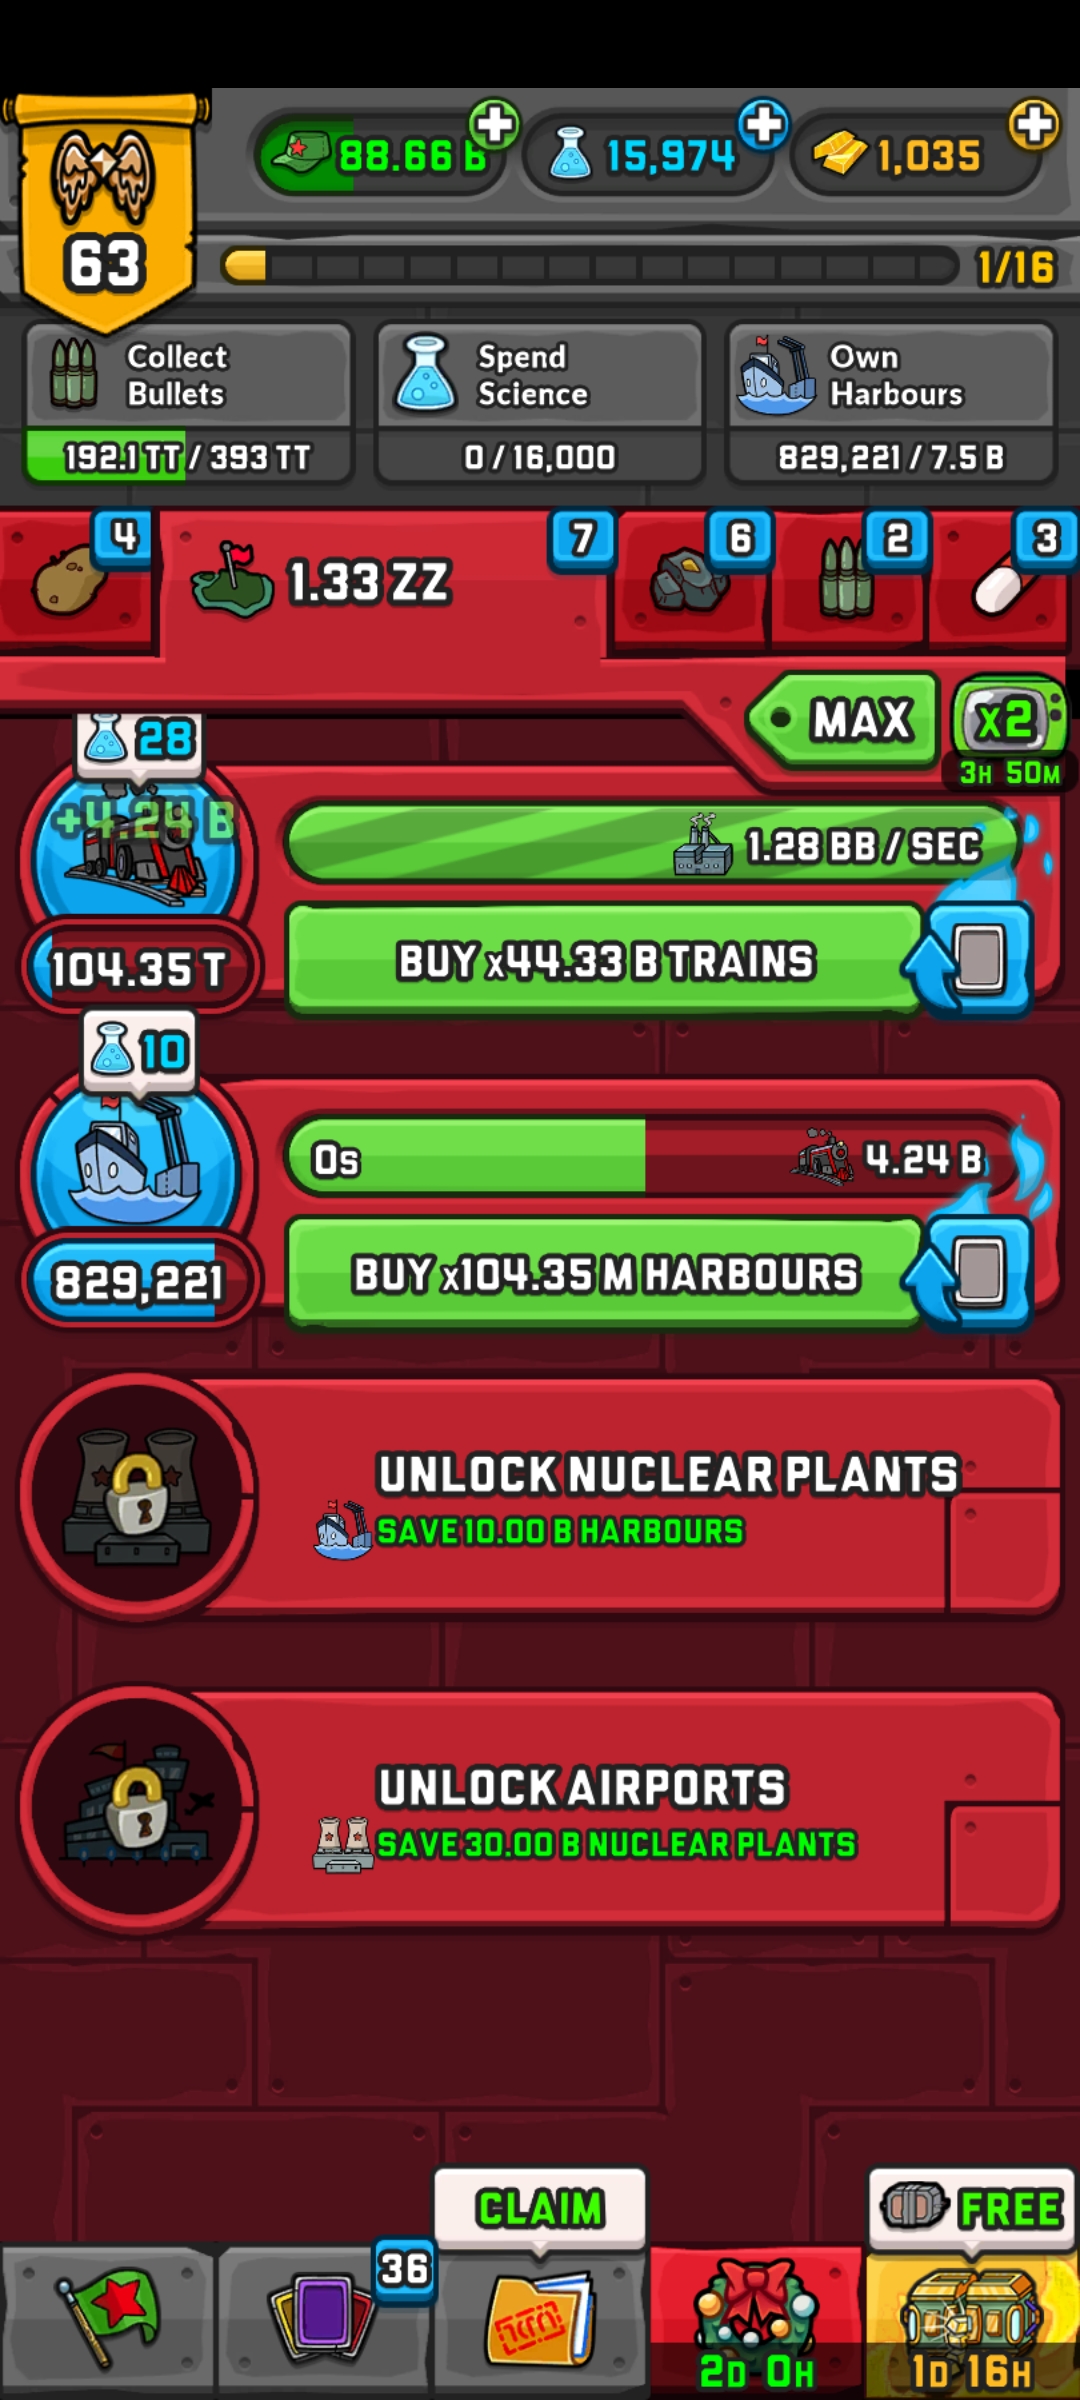 88.66 B
15,974
1,035
63
1/16
Collect
Bullets
192.1 TT / 393 TT
Spend
Science
0 / 16,000
Own
Harbours
829,221 / 7.5 B
4
1.33 ZZ
7
6
2
3
MAX
x2
3H 50M
28
+4.24 B
1.28 BB / SEC
104.35 T
BUY x44.33 B TRAINS
10
0s
4.24 B
829,221
BUY x104.35 M HARBOURS
UNLOCK NUCLEAR PLANTS
SAVE 10.00 B HARBOURS
UNLOCK AIRPORTS
SAVE 30.00 B NUCLEAR PLANTS
CLAIM
FREE
36
2D 0H
1D 16H